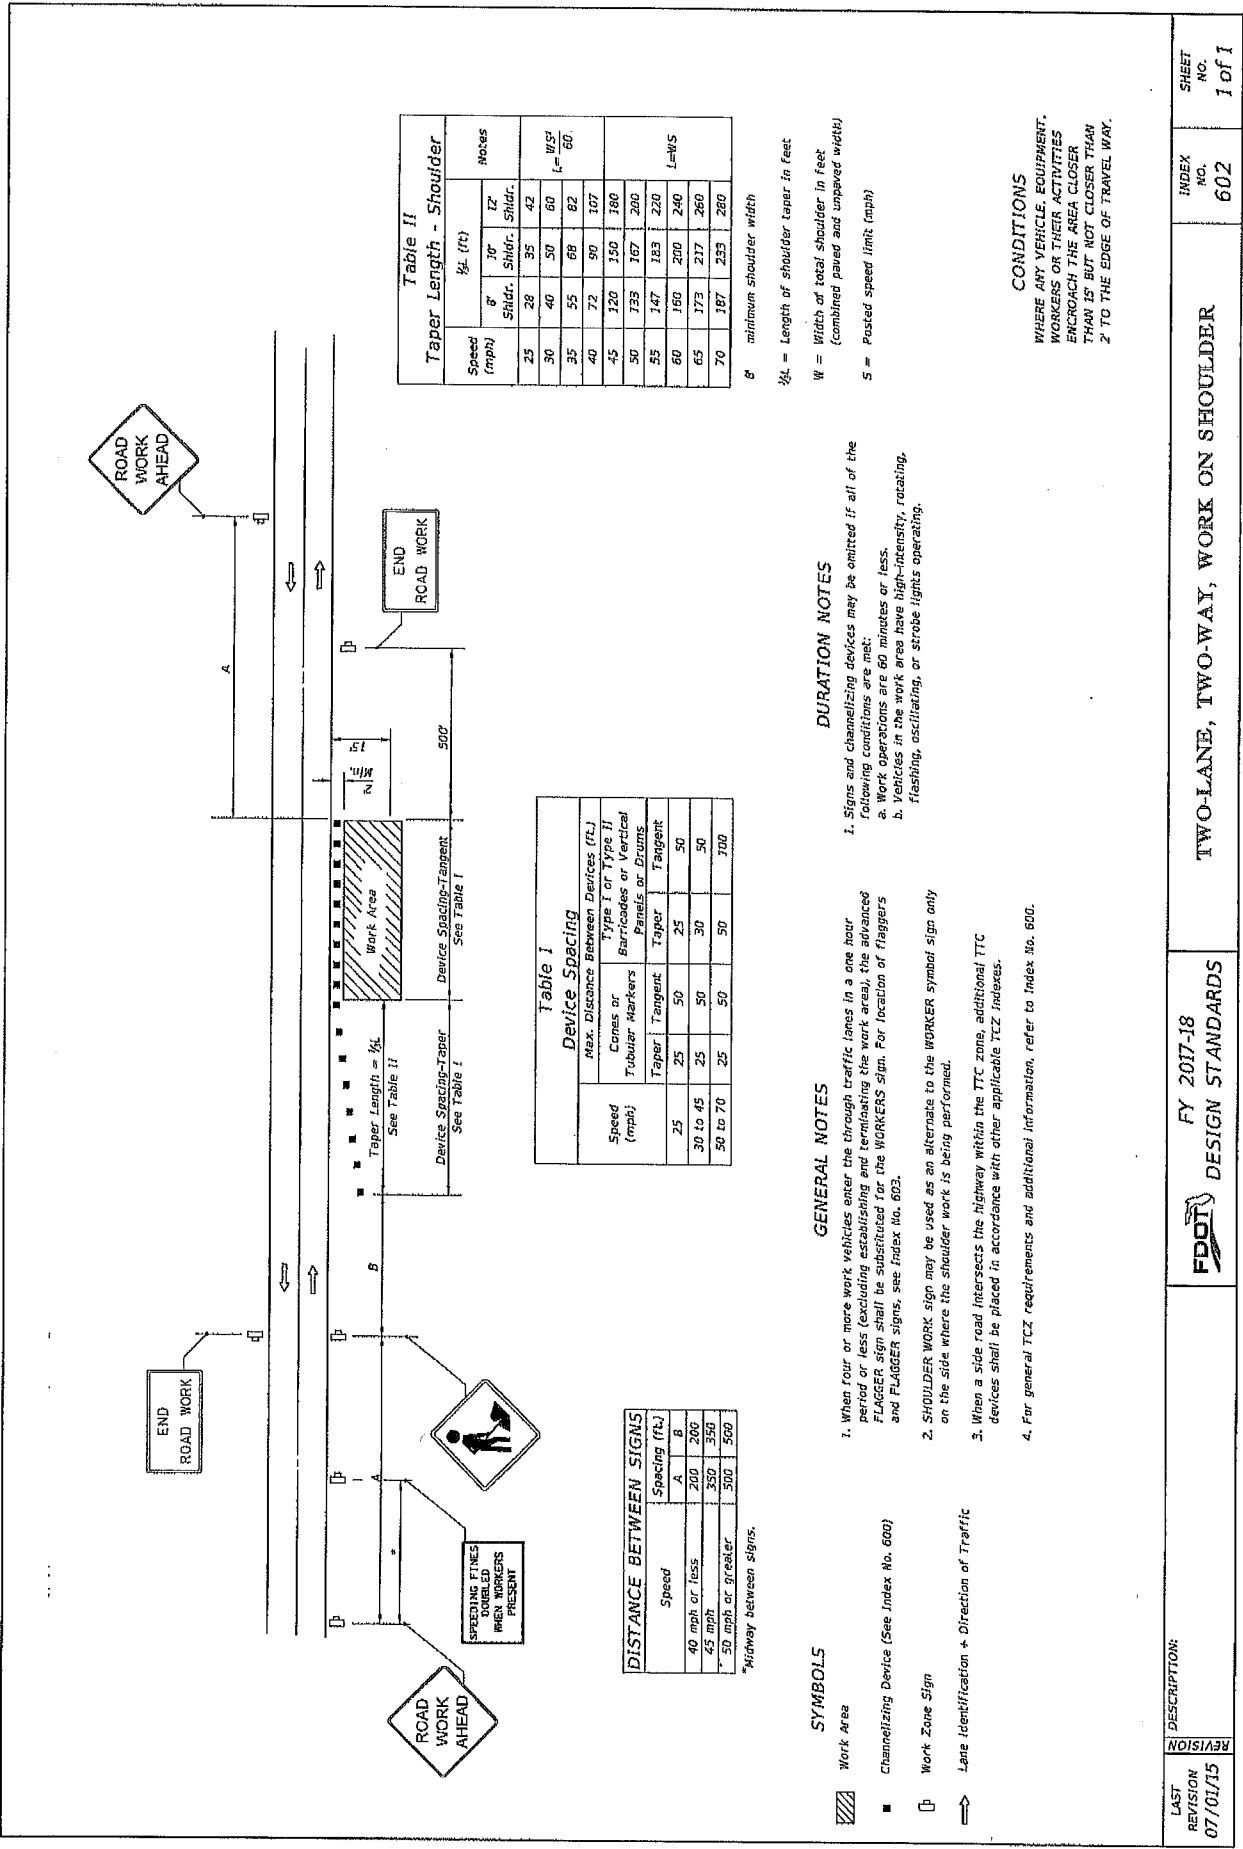 ROAD
WORK
AHEAD
END
ROAD WORK
END
ROAD WORK
SPEEDING FINES
DOUBLED
WHEN WORKERS
PRESENT
ROAD
WORK
AHEAD
A
B
A
*
Work Area
2'
Min.
15'
500'
Taper Length = ⅓L
See Table II
Device Spacing-Taper
See Table I
Device Spacing-Tangent
See Table I
DISTANCE BETWEEN SIGNS
Speed Spacing (ft.)
A B
40 mph or less 200 200
45 mph 350 350
50 mph or greater 500 500
*Midway between signs.
Table I
Device Spacing
Speed (mph) Max. Distance Between Devices (ft.)
Cones or Tubular Markers Type I or Type II Barricades or Vertical Panels or Drums
Taper Tangent Taper Tangent
25 25 50 25 50
30 to 45 25 50 30 50
50 to 70 25 50 50 100
Table II
Taper Length - Shoulder
Speed (mph) ⅓L (ft) Notes
8' Shldr. 10' Shldr. 12' Shldr.
25 28 35 42
30 40 50 60
35 55 68 82
40 72 90 107
L= WS²
60
45 120 150 180
50 133 167 200
55 147 183 220
60 160 200 240
65 173 217 260
70 187 233 280
L=WS
8' minimum shoulder width
⅓L = Length of shoulder taper in feet
W = Width of total shoulder in feet
(combined paved and unpaved width)
S = Posted speed limit (mph)
SYMBOLS
Work Area
Channelizing Device (See Index No. 600)
Work Zone Sign
Lane Identification + Direction of Traffic
GENERAL NOTES
1. When four or more work vehicles enter the through traffic lanes in a one hour
period or less (excluding establishing and terminating the work area), the advanced
FLAGGER sign shall be substituted for the WORKERS sign. For location of flaggers
and FLAGGER signs, see Index No. 603.
2. SHOULDER WORK sign may be used as an alternate to the WORKER symbol sign only
on the side where the shoulder work is being performed.
3. When a side road intersects the highway within the TTC zone, additional TTC
devices shall be placed in accordance with other applicable TCZ Indexes.
4. For general TCZ requirements and additional information, refer to Index No. 600.
DURATION NOTES
1. Signs and channelizing devices may be omitted if all of the
following conditions are met:
a. Work operations are 60 minutes or less.
b. Vehicles in the work area have high-intensity, rotating,
flashing, oscillating, or strobe lights operating.
CONDITIONS
WHERE ANY VEHICLE, EQUIPMENT,
WORKERS OR THEIR ACTIVITIES
ENCROACH THE AREA CLOSER
THAN 15' BUT NOT CLOSER THAN
2' TO THE EDGE OF TRAVEL WAY.
LAST
REVISION
07/01/15
REVISION
DESCRIPTION:
FDOT
FY 2017-18
DESIGN STANDARDS
TWO-LANE, TWO-WAY, WORK ON SHOULDER
INDEX
NO.
602
SHEET
NO.
1 of 1